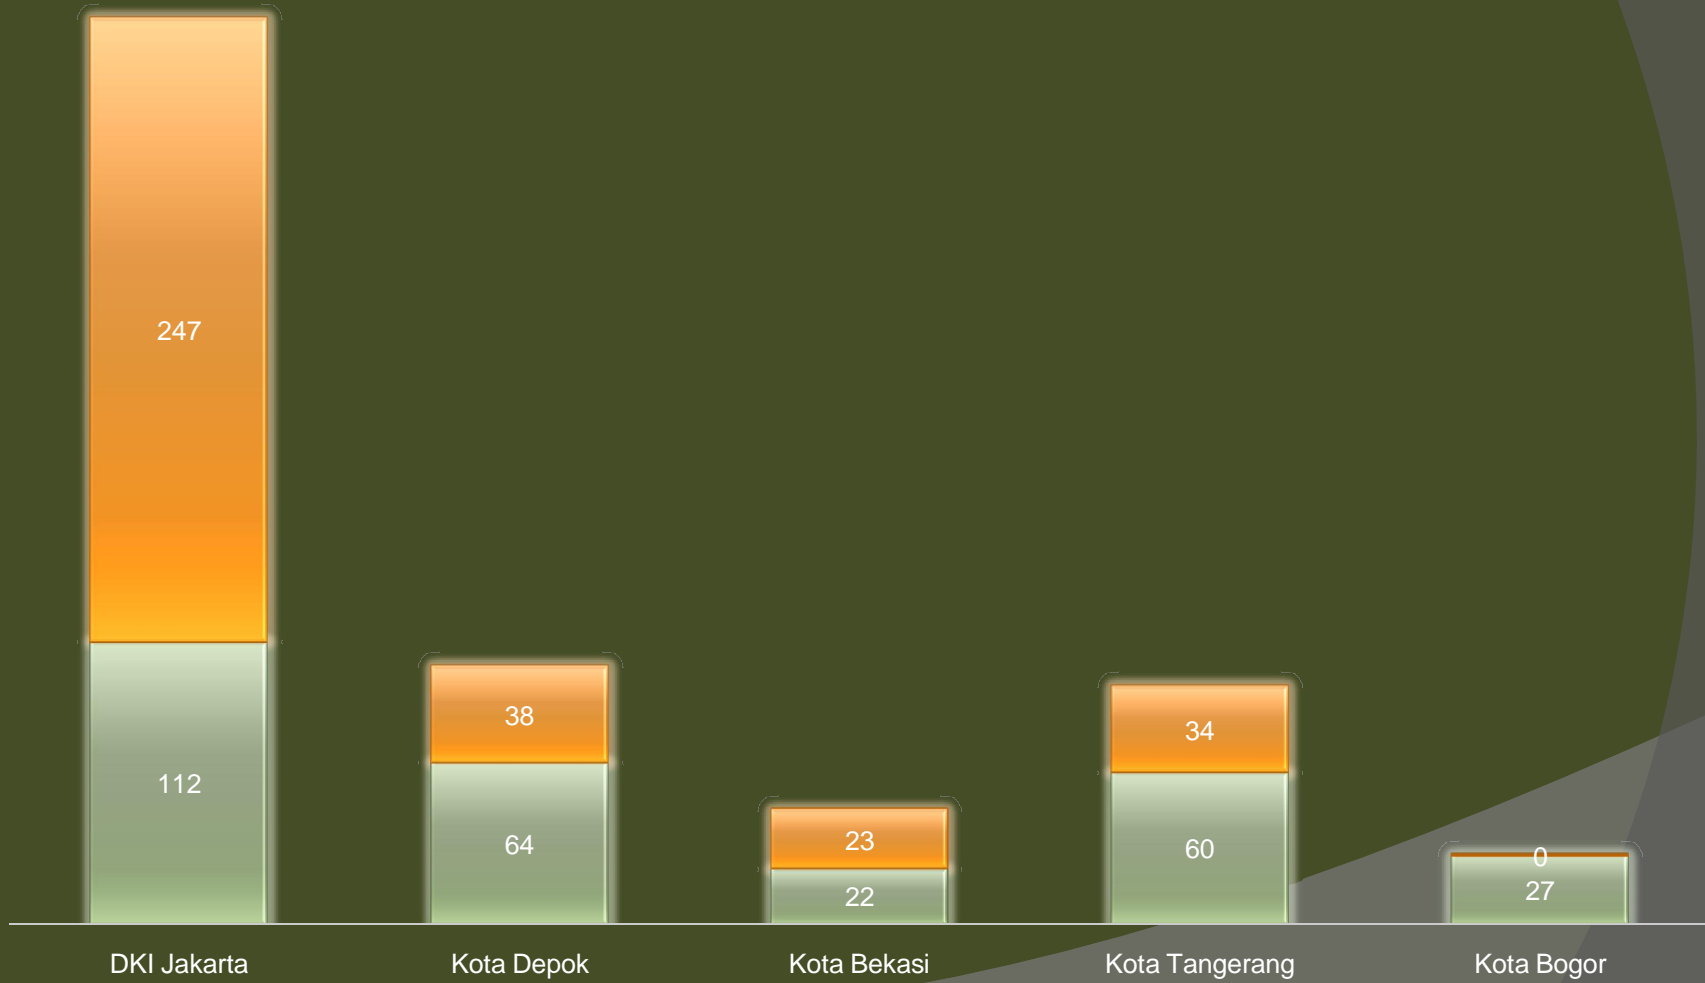 247
112
38
64
23
22
34
60
0
27
DKI Jakarta
Kota Depok
Kota Bekasi
Kota Tangerang
Kota Bogor